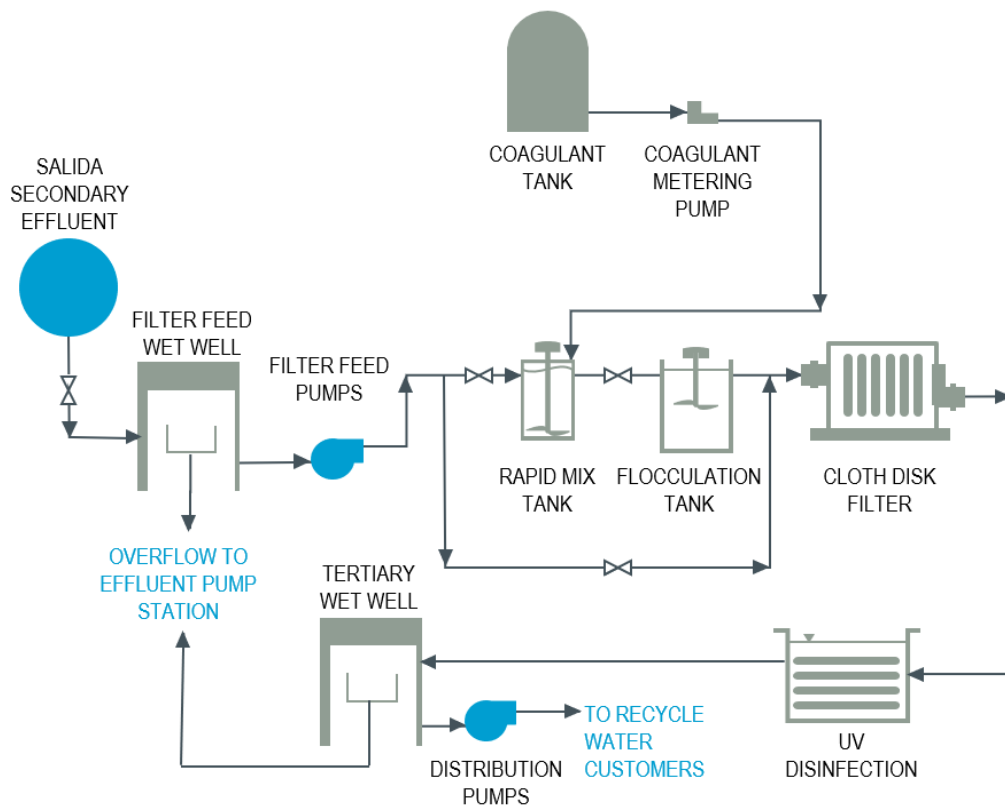 SALIDA
SECONDARY
EFFLUENT
COAGULANT
TANK
COAGULANT
METERING
PUMP
FILTER FEED
WET WELL
FILTER FEED
PUMPS
RAPID MIX
TANK
FLOCCULATION
TANK
CLOTH DISK
FILTER
OVERFLOW TO
EFFLUENT PUMP
STATION
TERTIARY
WET WELL
DISTRIBUTION
PUMPS
TO RECYCLE
WATER
CUSTOMERS
UV
DISINFECTION